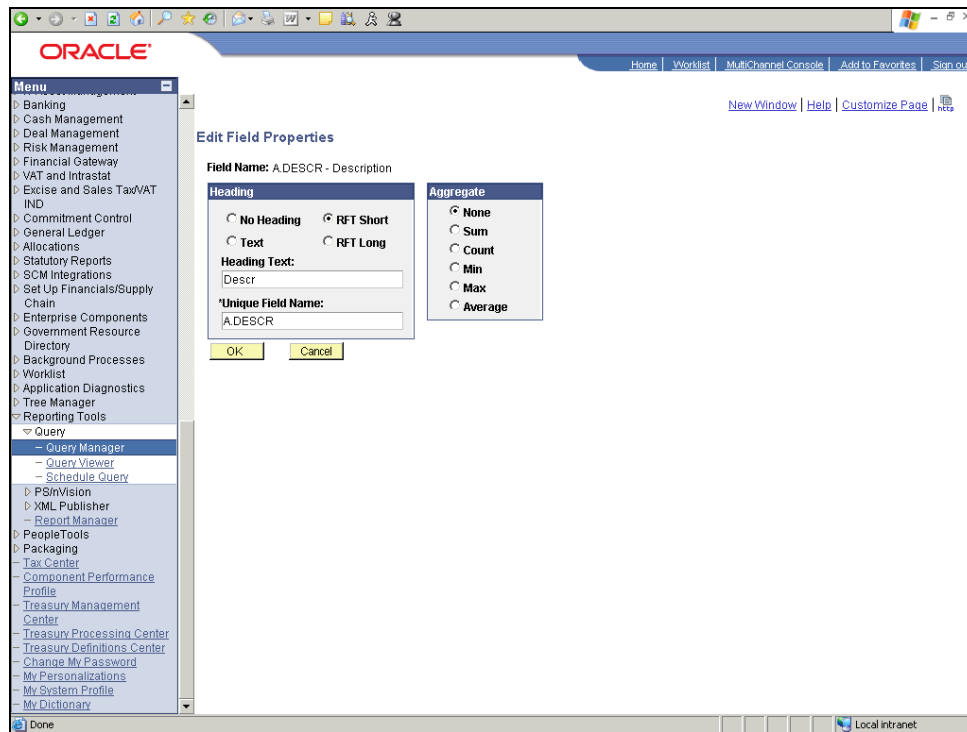 ORACLE
Home | Worklist | MultiChannel Console | Add to Favorites | Sign ou
Menu
Banking
Cash Management
Deal Management
Risk Management
Financial Gateway
VAT and Intrastat
Excise and Sales Tax/VAT
IND
Commitment Control
General Ledger
Allocations
Statutory Reports
SCM Integrations
Set Up Financials/Supply
Chain
Enterprise Components
Government Resource
Directory
Background Processes
Worklist
Application Diagnostics
Tree Manager
Reporting Tools
Query
Query Manager
Query Viewer
Schedule Query
PS/nVision
XML Publisher
Report Manager
PeopleTools
Packaging
Tax Center
Component Performance
Profile
Treasury Management
Center
Treasury Processing Center
Treasury Definitions Center
Change My Password
My Personalizations
My System Profile
My Dictionary
New Window | Help | Customize Page | http
Edit Field Properties
Field Name: A.DESCR - Description
Heading
No Heading RFT Short
Text RFT Long
Heading Text:
Descr
*Unique Field Name:
A.DESCR
Aggregate
None
Sum
Count
Min
Max
Average
OK Cancel
Done Local intranet